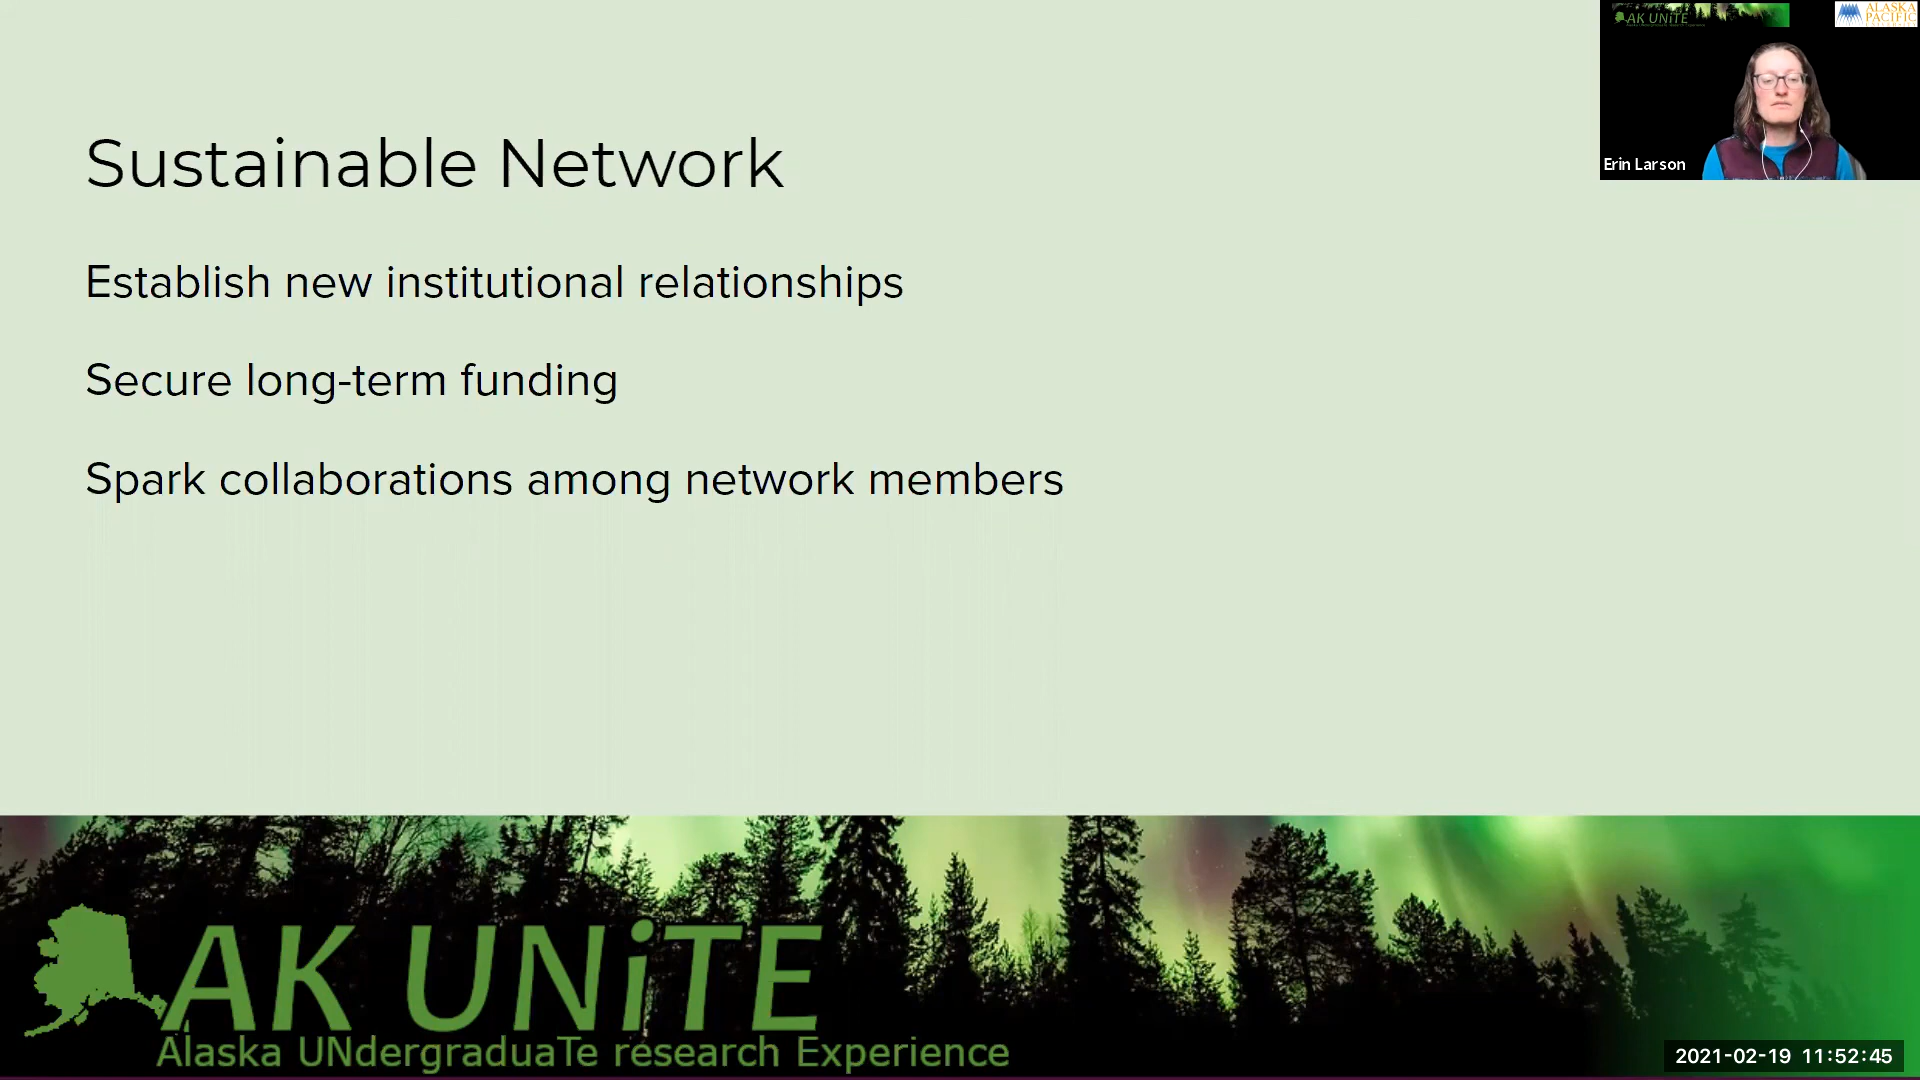 Sustainable Network
Establish new institutional relationships
Secure long-term funding
Spark collaborations among network members
AK UNiTE
Alaska UNdergraduaTe research Experience
AK UNiTE
ALASKA
PACIFIC
Erin Larson
2021-02-19 11:52:45